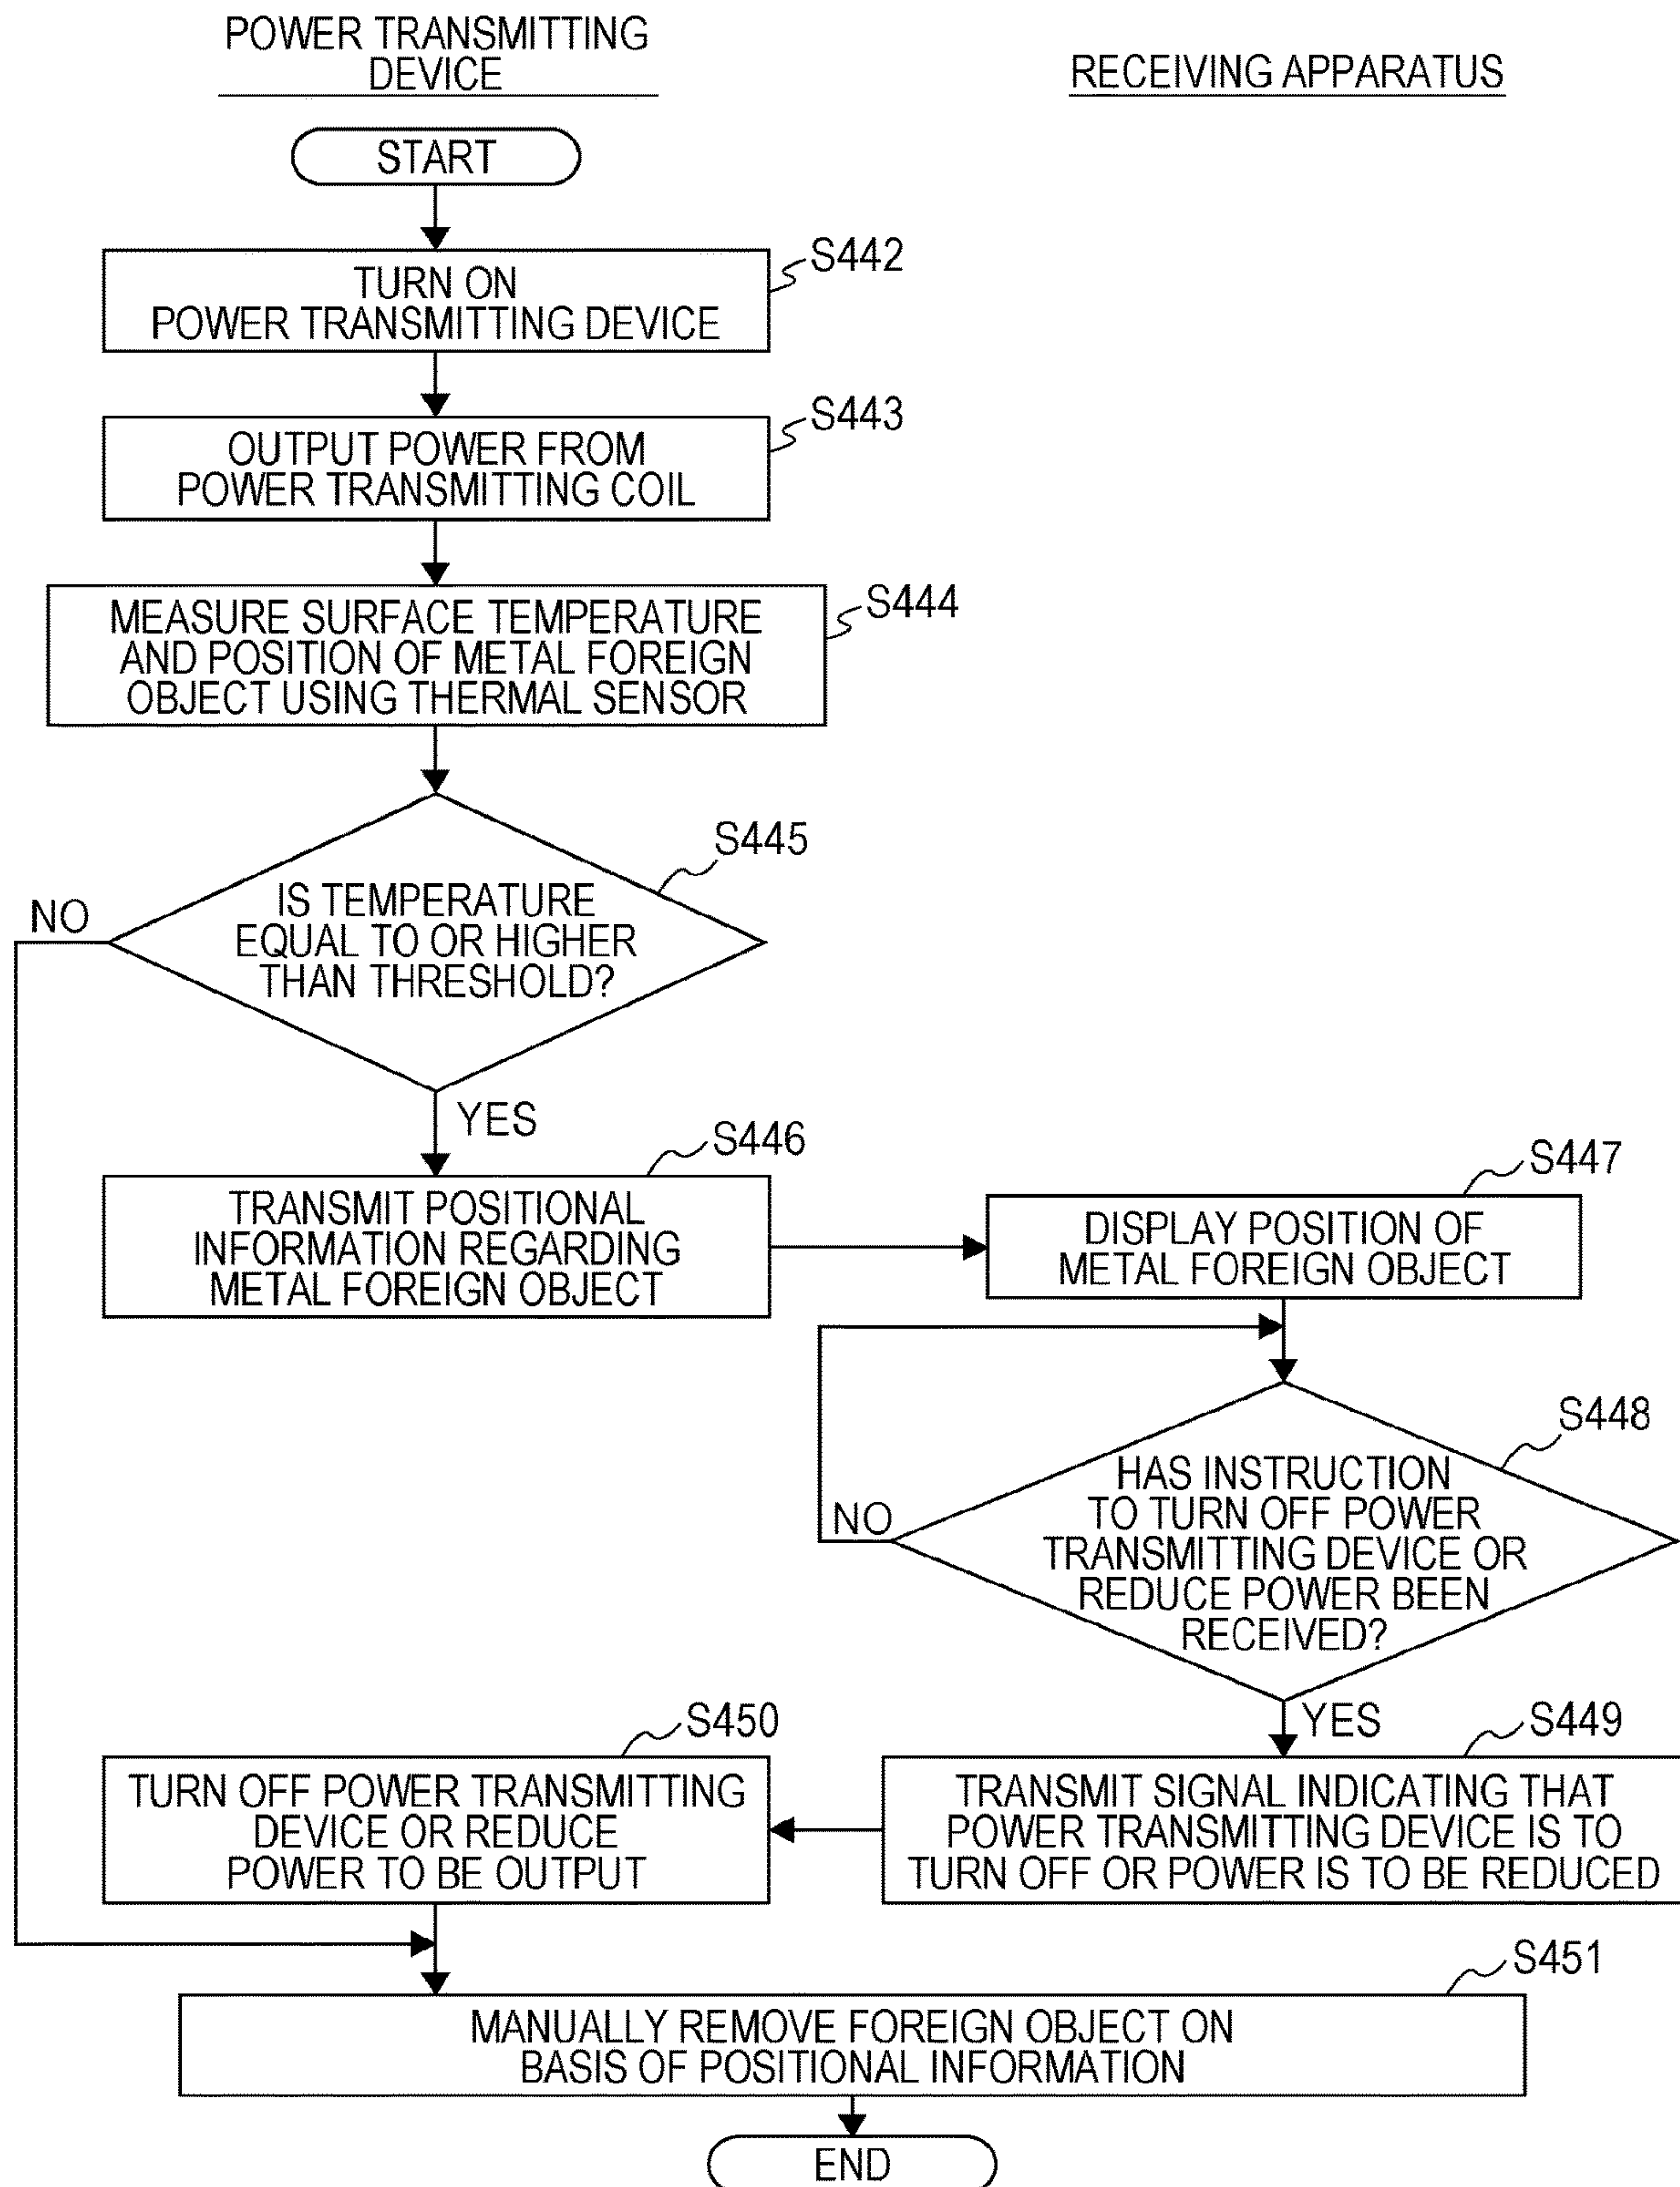 POWER TRANSMITTING
DEVICE
RECEIVING APPARATUS
START
S442
TURN ON
POWER TRANSMITTING DEVICE
S443
OUTPUT POWER FROM
POWER TRANSMITTING COIL
S444
MEASURE SURFACE TEMPERATURE
AND POSITION OF METAL FOREIGN
OBJECT USING THERMAL SENSOR
S445
NO
IS TEMPERATURE
EQUAL TO OR HIGHER
THAN THRESHOLD?
YES
S446
TRANSMIT POSITIONAL
INFORMATION REGARDING
METAL FOREIGN OBJECT
S447
DISPLAY POSITION OF
METAL FOREIGN OBJECT
S448
HAS INSTRUCTION
TO TURN OFF POWER
TRANSMITTING DEVICE OR
REDUCE POWER BEEN
RECEIVED?
NO
YES
S449
TRANSMIT SIGNAL INDICATING THAT
POWER TRANSMITTING DEVICE IS TO
TURN OFF OR POWER IS TO BE REDUCED
S450
TURN OFF POWER TRANSMITTING
DEVICE OR REDUCE
POWER TO BE OUTPUT
S451
MANUALLY REMOVE FOREIGN OBJECT ON
BASIS OF POSITIONAL INFORMATION
END